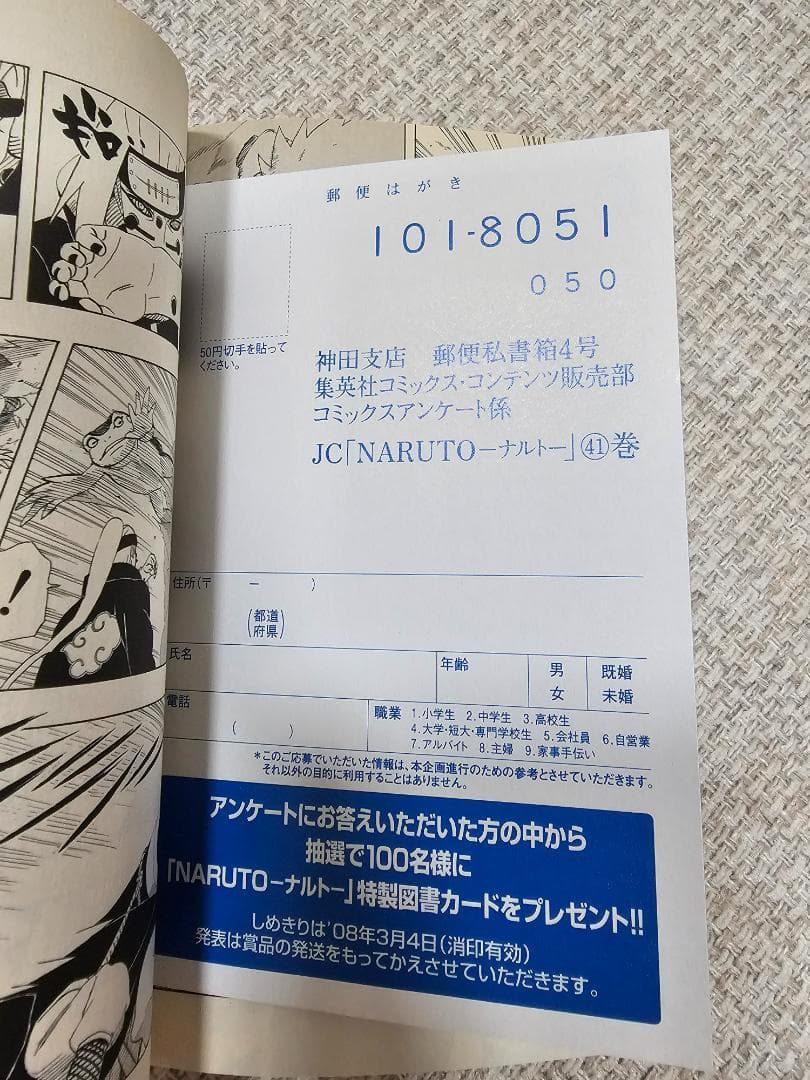 ギロ
!
郵便はがき
101-8051
050
50円切手を貼って
ください。
神田支店 郵便私書箱4号
集英社コミックス・コンテンツ販売部
コミックスアンケート係
JC「NARUTO－ナルト－」㊶巻
住所(〒 － )
(都道府県)
氏名
年齢
男
女
既婚
未婚
電話
( )
職業 1.小学生 2.中学生 3.高校生
4.大学・短大・専門学校生 5.会社員 6.自営業
7.アルバイト 8.主婦 9.家事手伝い
＊このご応募でいただいた情報は、本企画進行のための参考とさせていただきます。
それ以外の目的に利用することはありません。
アンケートにお答えいただいた方の中から
抽選で100名様に
「NARUTO－ナルト－」特製図書カードをプレゼント!!
しめきりは'08年3月4日(消印有効)
発表は賞品の発送をもってかえさせていただきます。